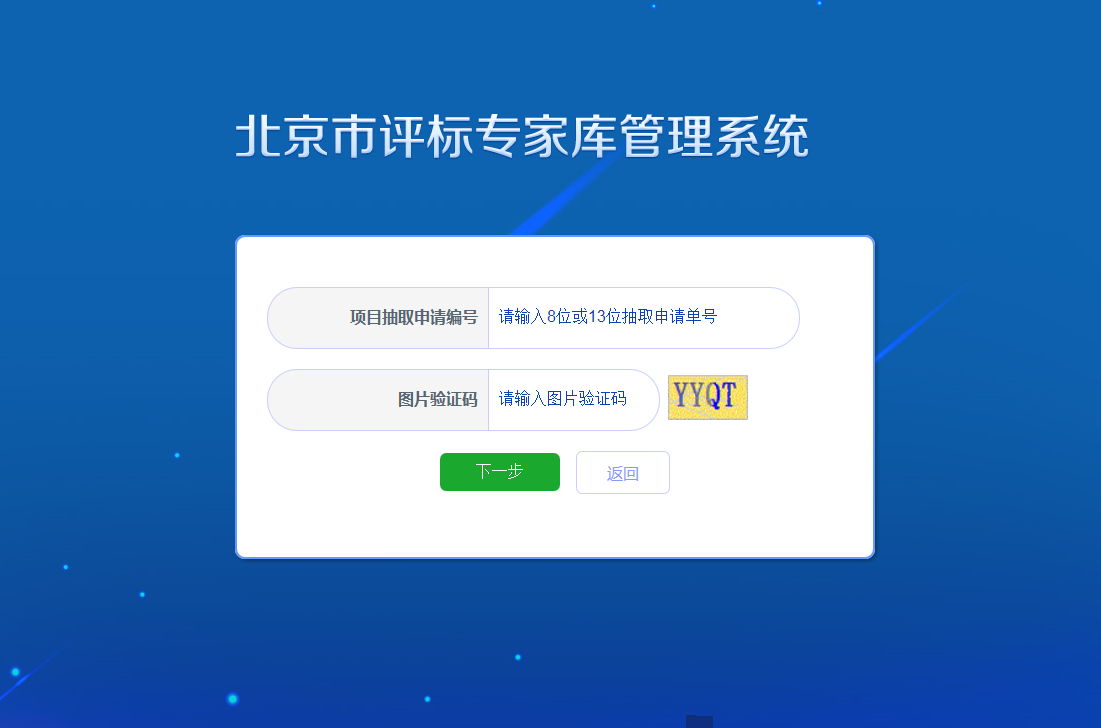 北京市评标专家库管理系统
项目抽取申请编号 请输入8位或13位抽取申请单号
图片验证码 请输入图片验证码 YYQT
下一步 返回